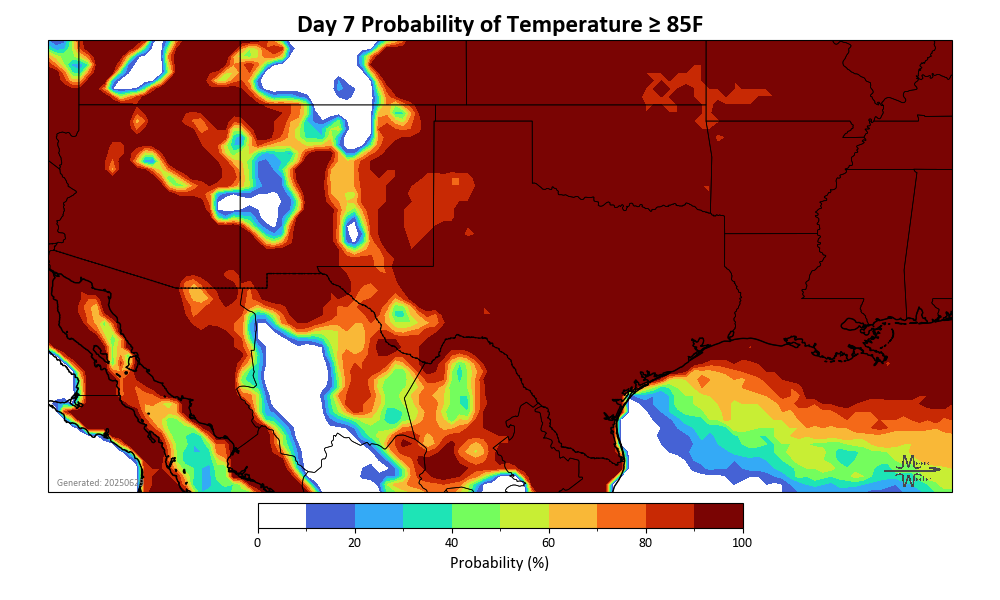 Day 7 Probability of Temperature ≥ 85F
Generated: 2025062
0 20 40 60 80 100
Probability (%)